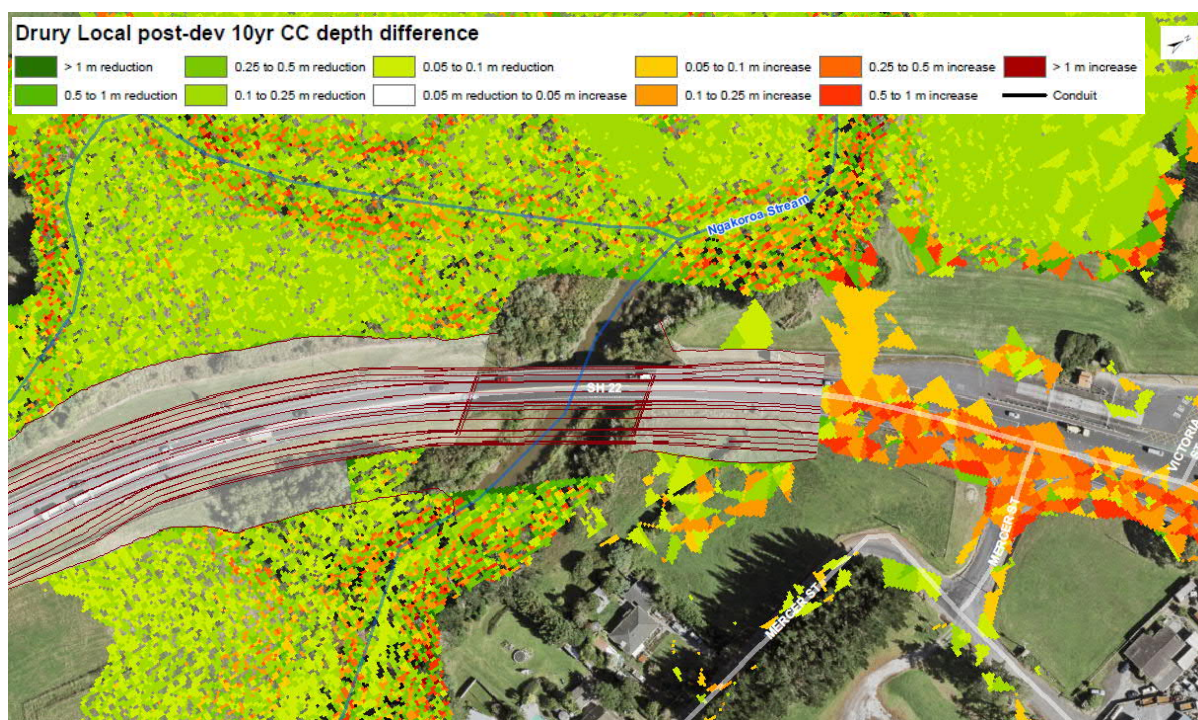 Drury Local post-dev 10yr CC depth difference
> 1 m reduction
0.25 to 0.5 m reduction
0.05 to 0.1 m reduction
0.05 to 0.1 m increase
0.25 to 0.5 m increase
> 1 m increase
0.5 to 1 m reduction
0.1 to 0.25 m reduction
0.05 m reduction to 0.05 m increase
0.1 to 0.25 m increase
0.5 to 1 m increase
Conduit
Ngakoroa Stream
SH 22
VICTORIA ST
MERCER ST
MERCER ST